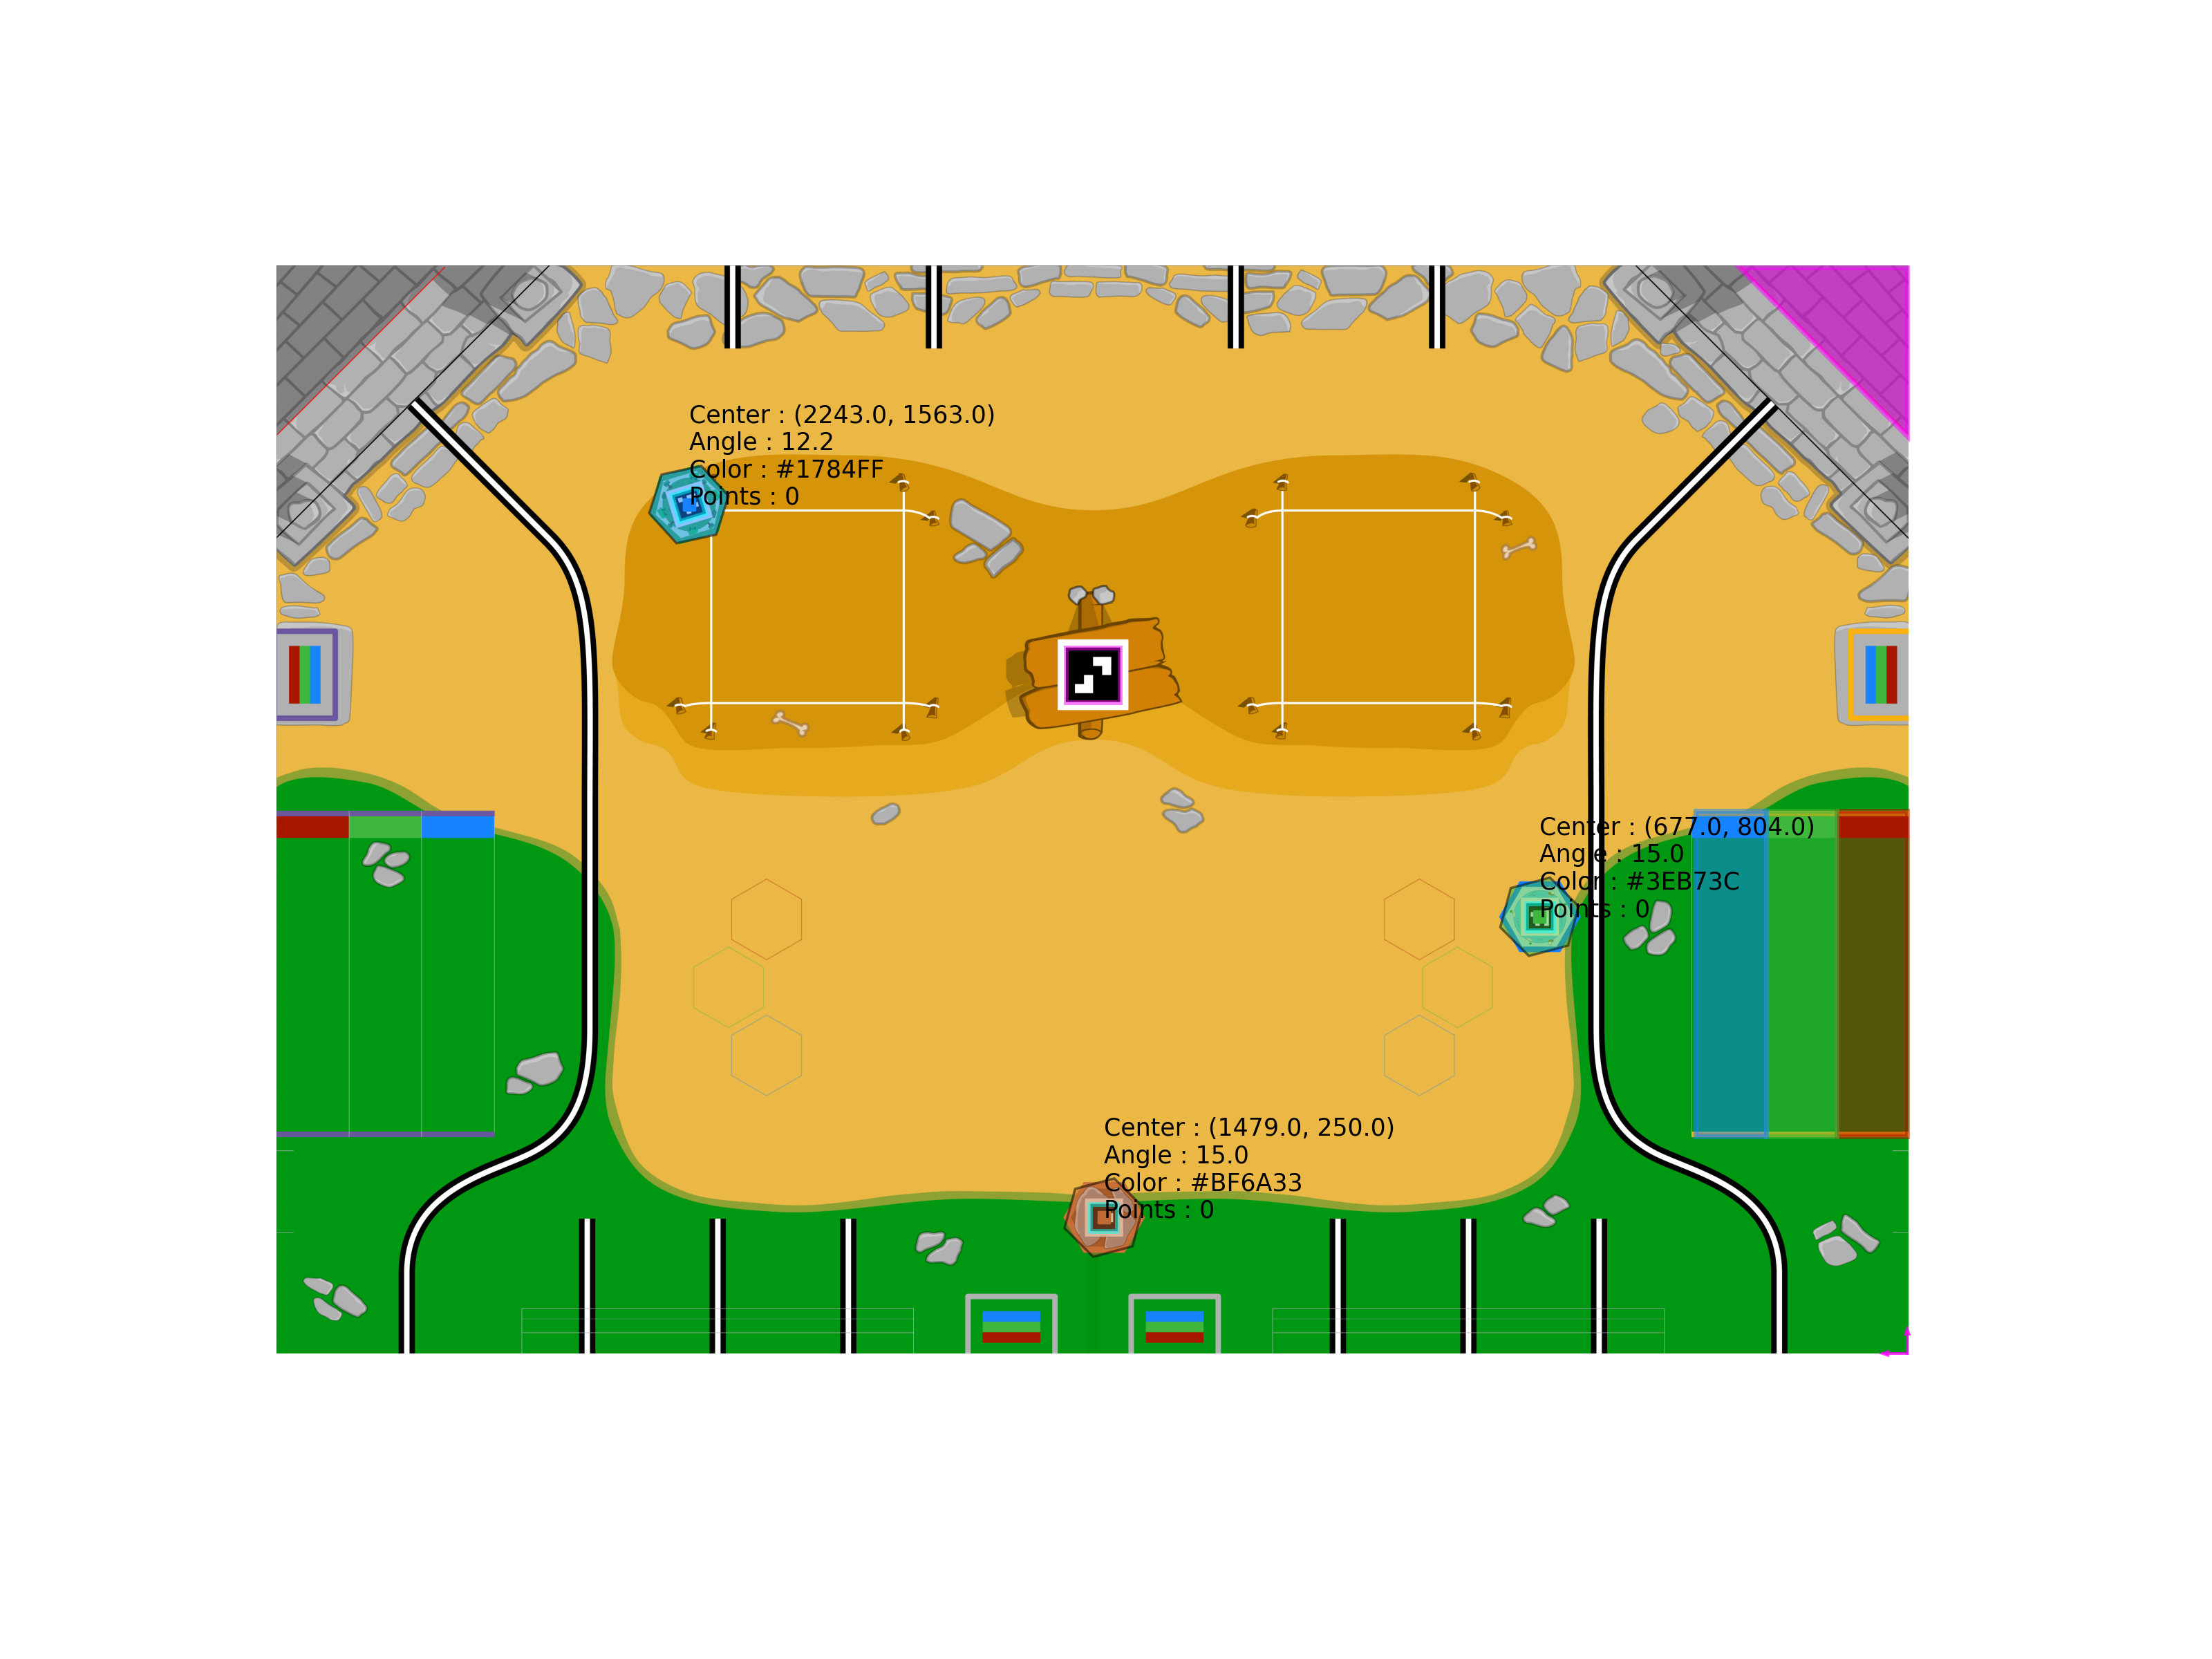 Center : (2243.0, 1563.0)
Angle : 12.2
Color : #1784FF
Points : 0
Center : (677.0, 804.0)
Angle : 15.0
Color : #3EB73C
Points : 0
Center : (1479.0, 250.0)
Angle : 15.0
Color : #BF6A33
Points : 0